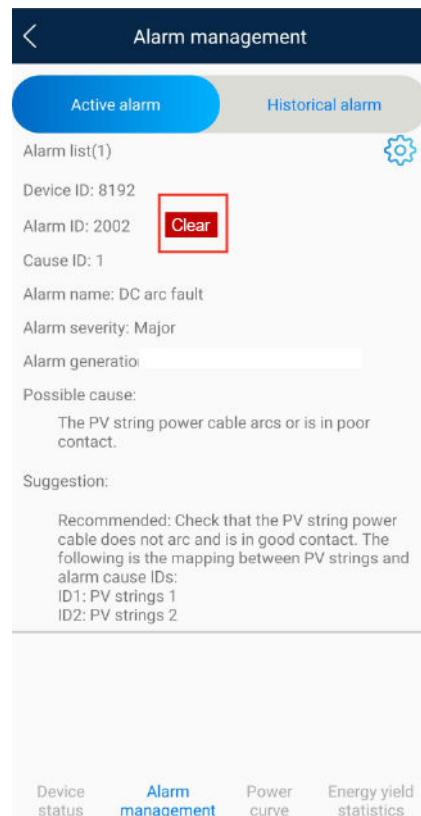 Alarm management
Active alarm
Historical alarm
Alarm list(1)
Device ID: 8192
Alarm ID: 2002
Clear
Cause ID: 1
Alarm name: DC arc fault
Alarm severity: Major
Alarm generatio
Possible cause:
The PV string power cable arcs or is in poor
contact.
Suggestion:
Recommended: Check that the PV string power
cable does not arc and is in good contact. The
following is the mapping between PV strings and
alarm cause IDs:
ID1: PV strings 1
ID2: PV strings 2
Device
status
Alarm
management
Power
curve
Energy yield
statistics